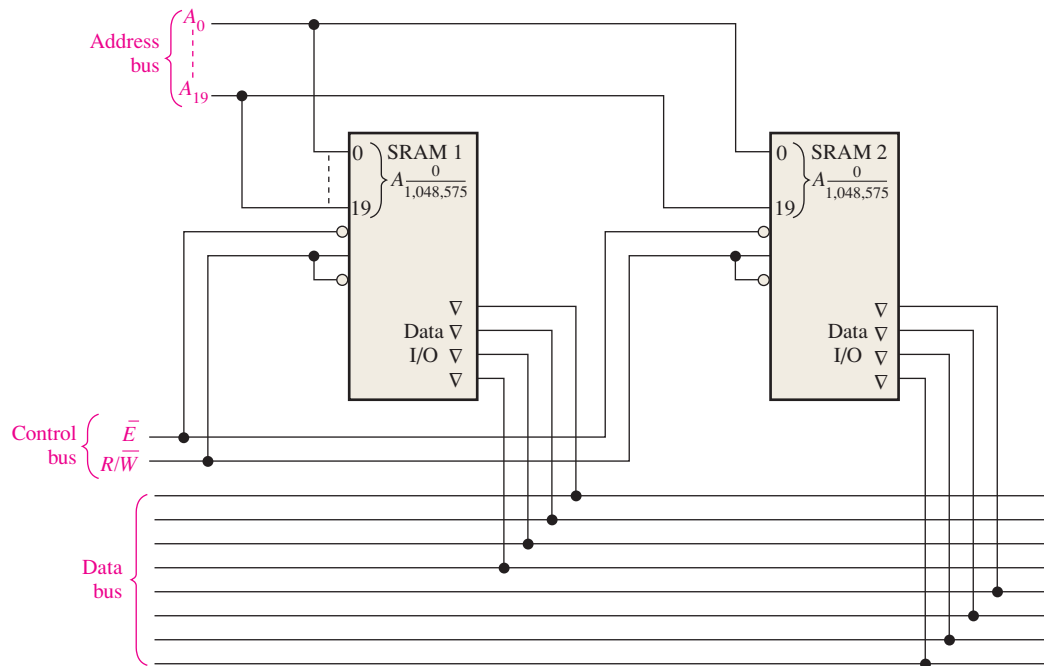 Address
bus
A₀
A₁₉
0
19
SRAM 1
A 0/1,048,575
Data
I/O
0
19
SRAM 2
A 0/1,048,575
Data
I/O
Control
bus
E̅
R/W̅
Data
bus